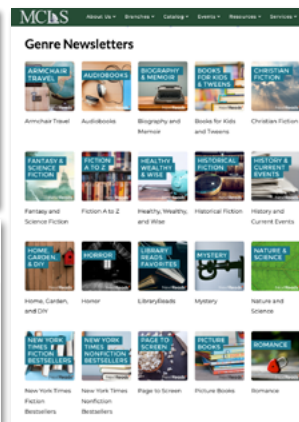 MCLS
About Us Branches Catalog Events Resources Services
Genre Newsletters
ARMCHAIR TRAVEL
AUDIOBOOKS
BIOGRAPHY & MEMOIR
BOOKS FOR KIDS & TWEENS
CHRISTIAN FICTION
Armchair Travel
Audiobooks
Biography and Memoir
Books for Kids and Tweens
Christian Fiction
FANTASY & SCIENCE FICTION
FICTION A TO Z
HEALTHY WEALTHY & WISE
HISTORICAL FICTION
HISTORY & CURRENT EVENTS
Fantasy and Science Fiction
Fiction A to Z
Healthy, Wealthy, and Wise
Historical Fiction
History and Current Events
HOME, GARDEN, & DIY
HORROR
LIBRARY READS FAVORITES
MYSTERY
NATURE & SCIENCE
Home, Garden, and DIY
Horror
LibraryReads
Mystery
Nature and Science
NEW YORK TIMES FICTION BESTSELLERS
NEW YORK TIMES NONFICTION BESTSELLERS
PAGE TO SCREEN
PICTURE BOOKS
ROMANCE
New York Times Fiction Bestsellers
New York Times Nonfiction Bestsellers
Page to Screen
Picture Books
Romance